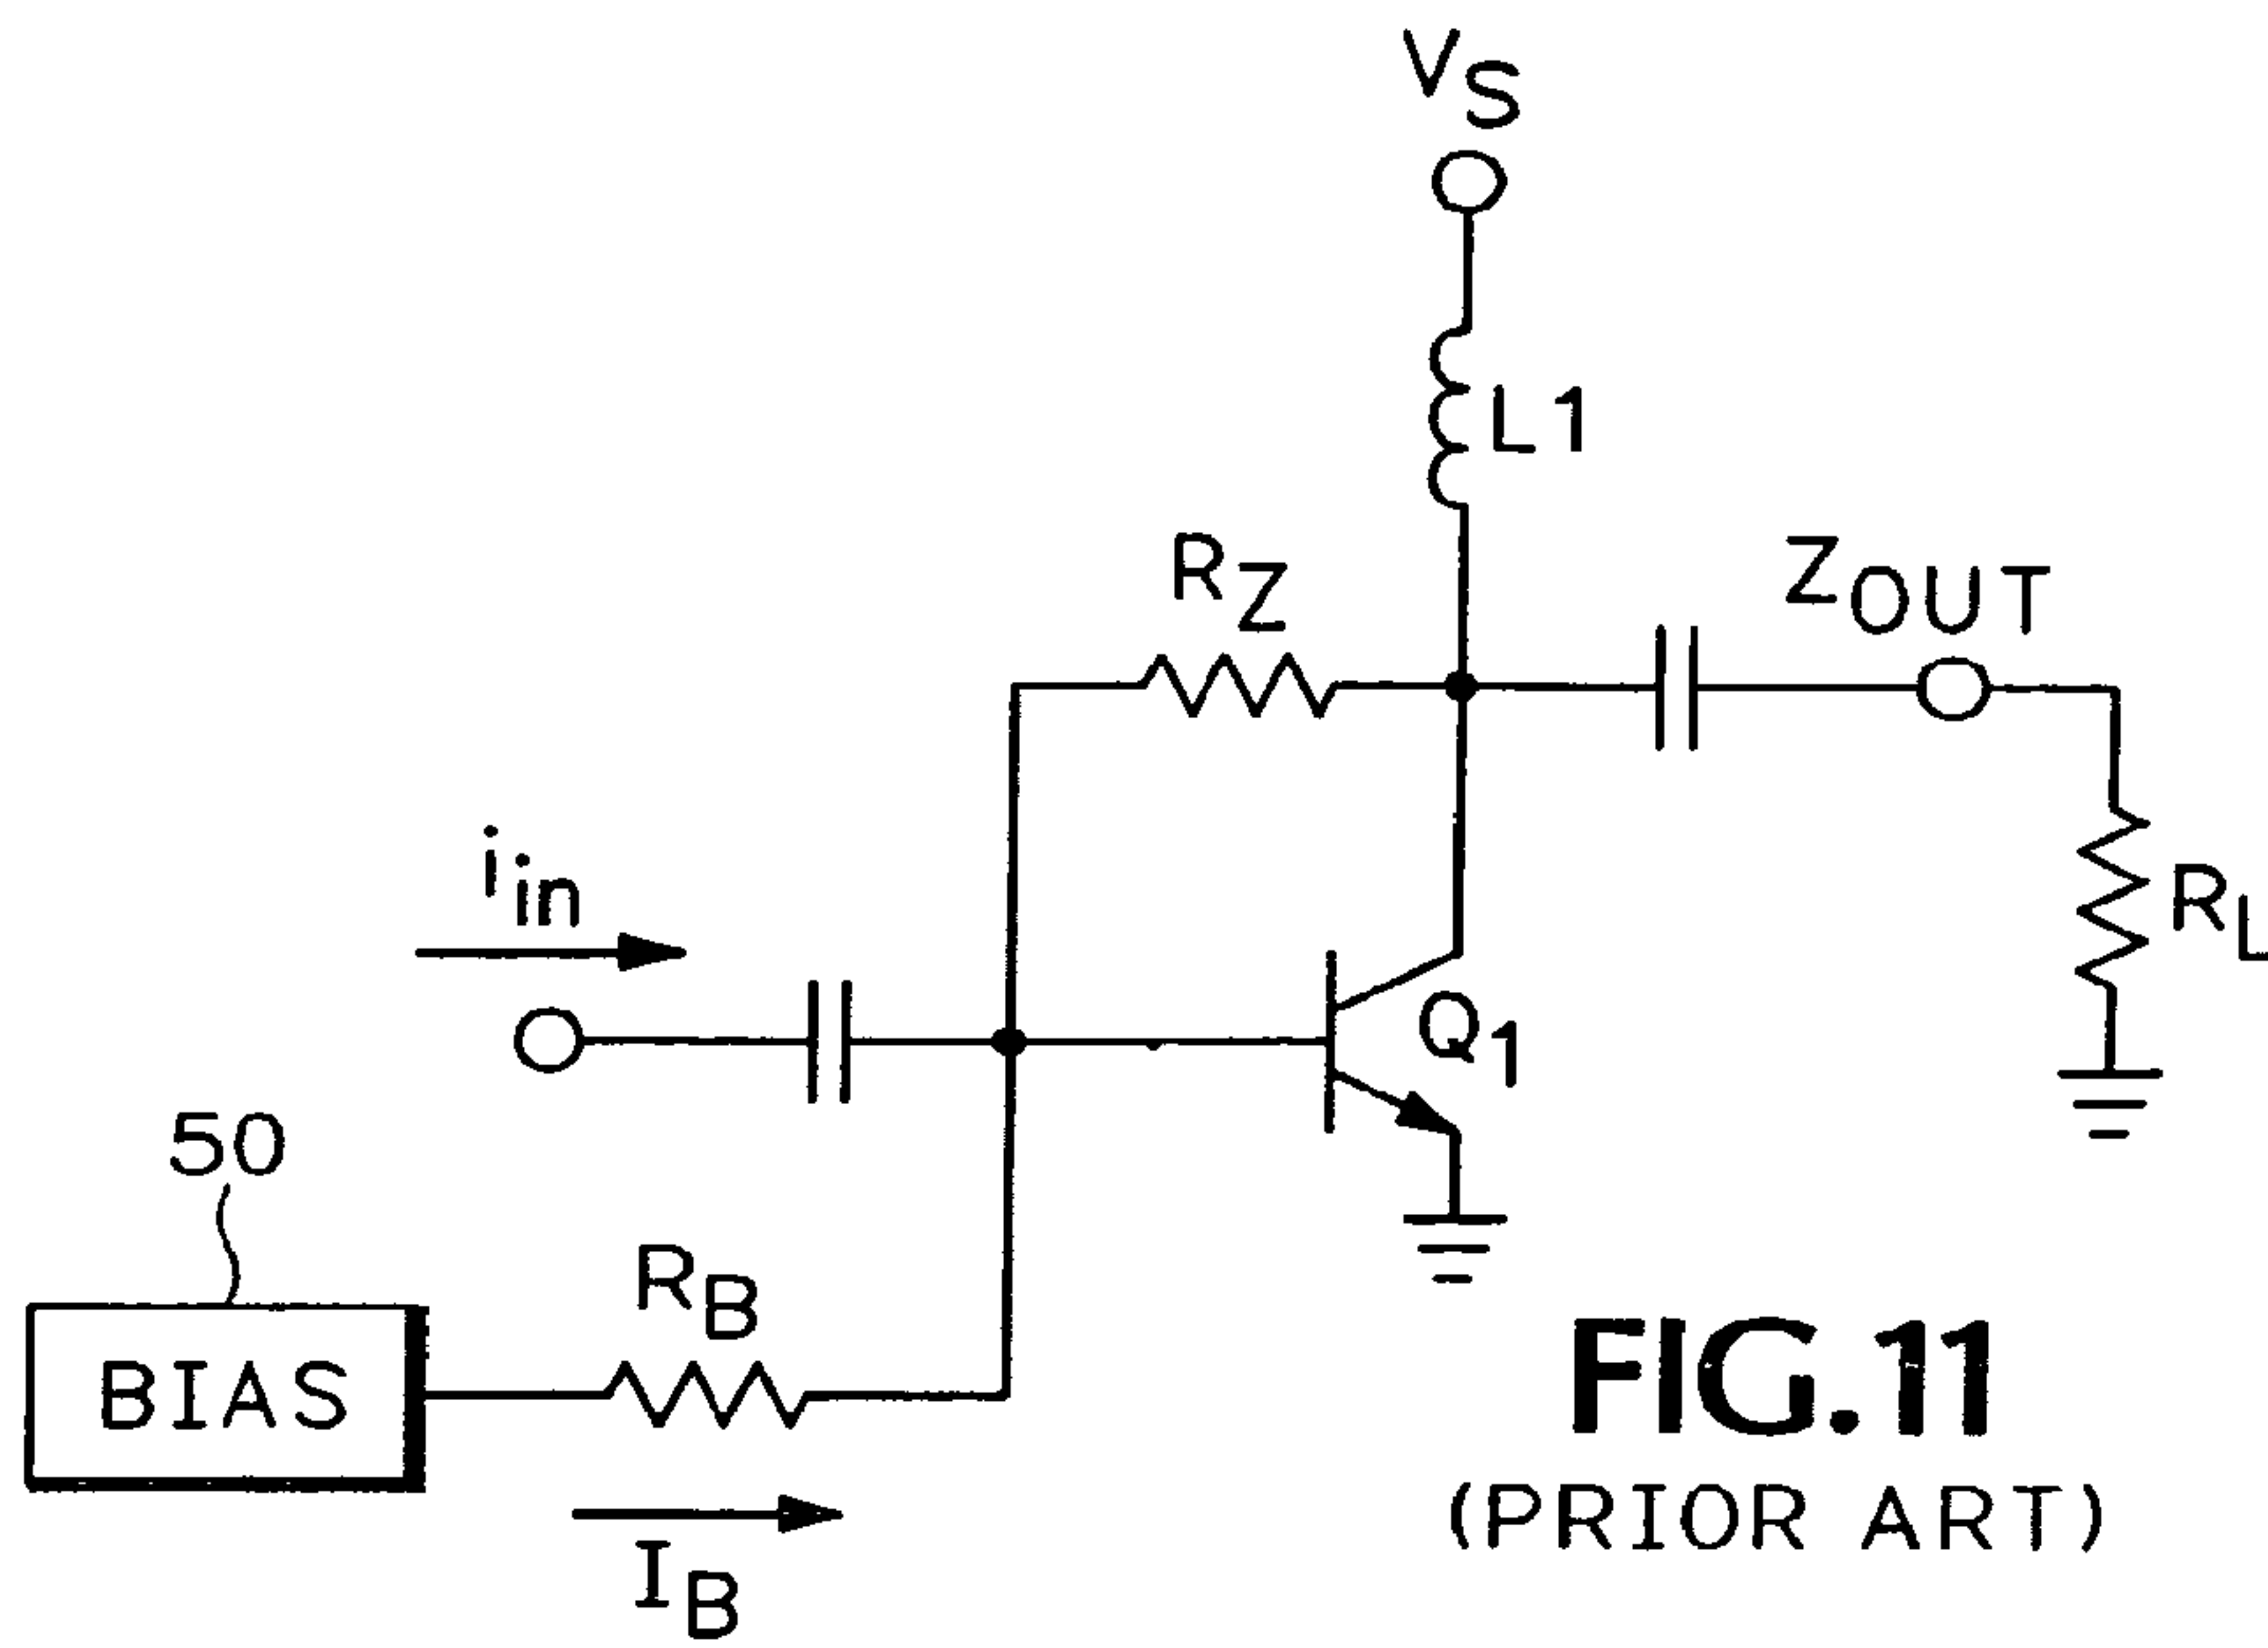 VS
L1
RZ
ZOUT
iin
RL
Q1
50
RB
BIAS
IB
FIG.11
(PRIOR ART)